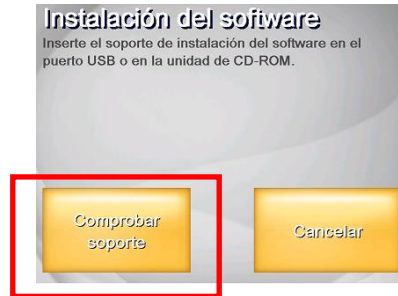 Instalación del software
Inserte el soporte de instalación del software en el
puerto USB o en la unidad de CD-ROM.
Comprobar
soporte
Cancelar